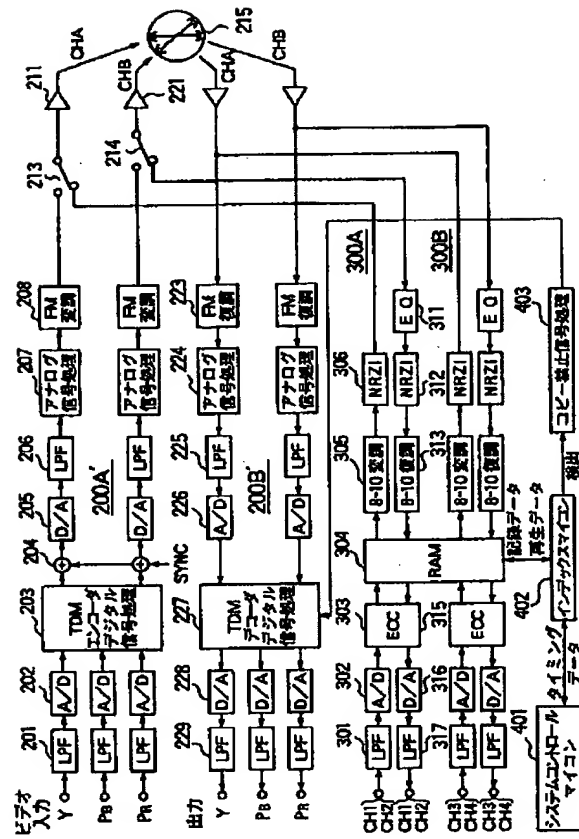 ビデオ
入力
Y
PB
PR
201
LPF
LPF
LPF
202
A/D
A/D
A/D
203
TDM
エンコーダ
デジタル
信号処理
204
SYNC
205
D/A
D/A
200A'
206
LPF
LPF
207
アナログ
信号処理
アナログ
信号処理
208
FM
変調
FM
変調
213
214
211
221
CHA
CHB
215
CHA
CHB
出力
Y
PB
PR
229
LPF
LPF
LPF
228
D/A
D/A
D/A
227
TDM
デコーダ
デジタル
信号処理
226
A/D
A/D
200B'
225
LPF
LPF
224
アナログ
信号処理
アナログ
信号処理
223
FM
復調
FM
復調
CH1
CH2
CH1
CH2
CH3
CH4
CH3
CH4
301
LPF
LPF
317
LPF
LPF
302
A/D
D/A
316
A/D
D/A
303
ECC
315
ECC
304
RAM
305
8-10変調
8-10復調
313
8-10変調
8-10復調
306
NRZI
NRZI
312
NRZI
NRZI
300A
300B
EQ
311
EQ
401
システムコントロール
マイコン
タイミング
データ
402
インデックスマイコン
記録データ
再生データ
検出
403
コピー禁止信号処理